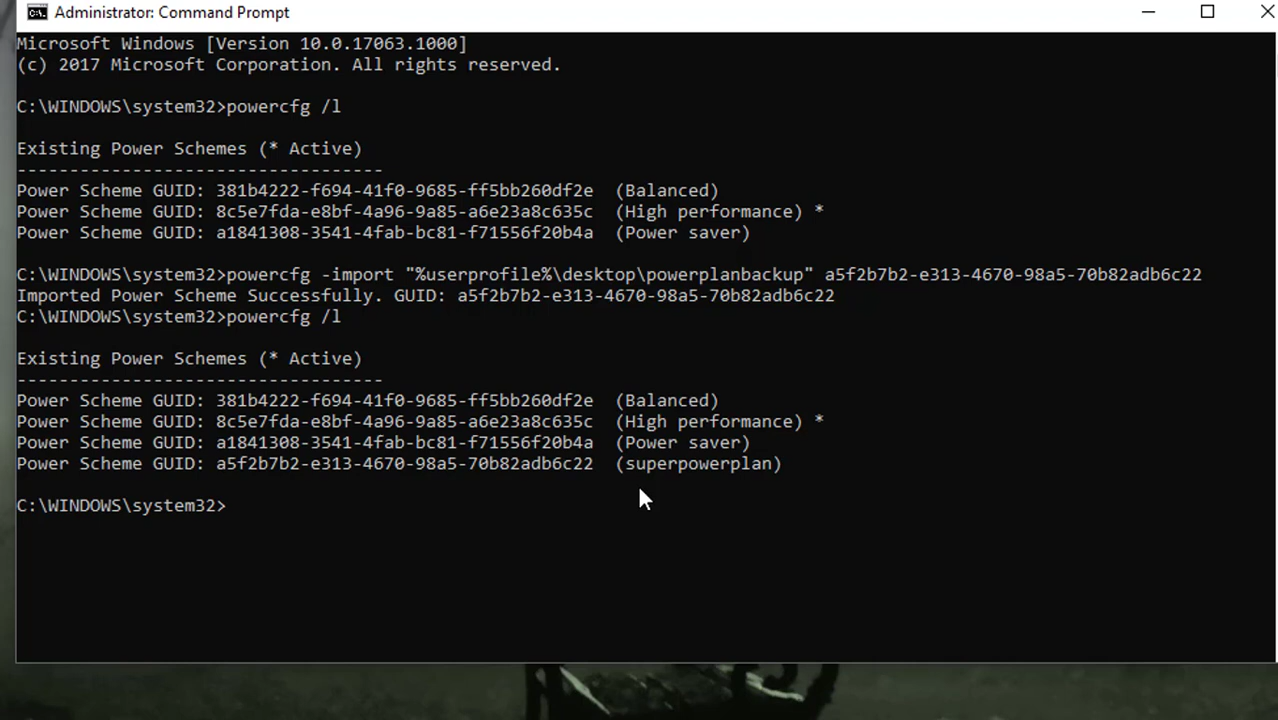 Administrator: Command Prompt
Microsoft Windows [Version 10.0.17063.1000]
(c) 2017 Microsoft Corporation. All rights reserved.
C:\WINDOWS\system32>powercfg /l
Existing Power Schemes (* Active)
-----------------------------------
Power Scheme GUID: 381b4222-f694-41f0-9685-ff5bb260df2e  (Balanced)
Power Scheme GUID: 8c5e7fda-e8bf-4a96-9a85-a6e23a8c635c  (High performance) *
Power Scheme GUID: a1841308-3541-4fab-bc81-f71556f20b4a  (Power saver)
C:\WINDOWS\system32>powercfg -import "%userprofile%\desktop\powerplanbackup" a5f2b7b2-e313-4670-98a5-70b82adb6c22
Imported Power Scheme Successfully. GUID: a5f2b7b2-e313-4670-98a5-70b82adb6c22
C:\WINDOWS\system32>powercfg /l
Existing Power Schemes (* Active)
-----------------------------------
Power Scheme GUID: 381b4222-f694-41f0-9685-ff5bb260df2e  (Balanced)
Power Scheme GUID: 8c5e7fda-e8bf-4a96-9a85-a6e23a8c635c  (High performance) *
Power Scheme GUID: a1841308-3541-4fab-bc81-f71556f20b4a  (Power saver)
Power Scheme GUID: a5f2b7b2-e313-4670-98a5-70b82adb6c22  (superpowerplan)
C:\WINDOWS\system32>